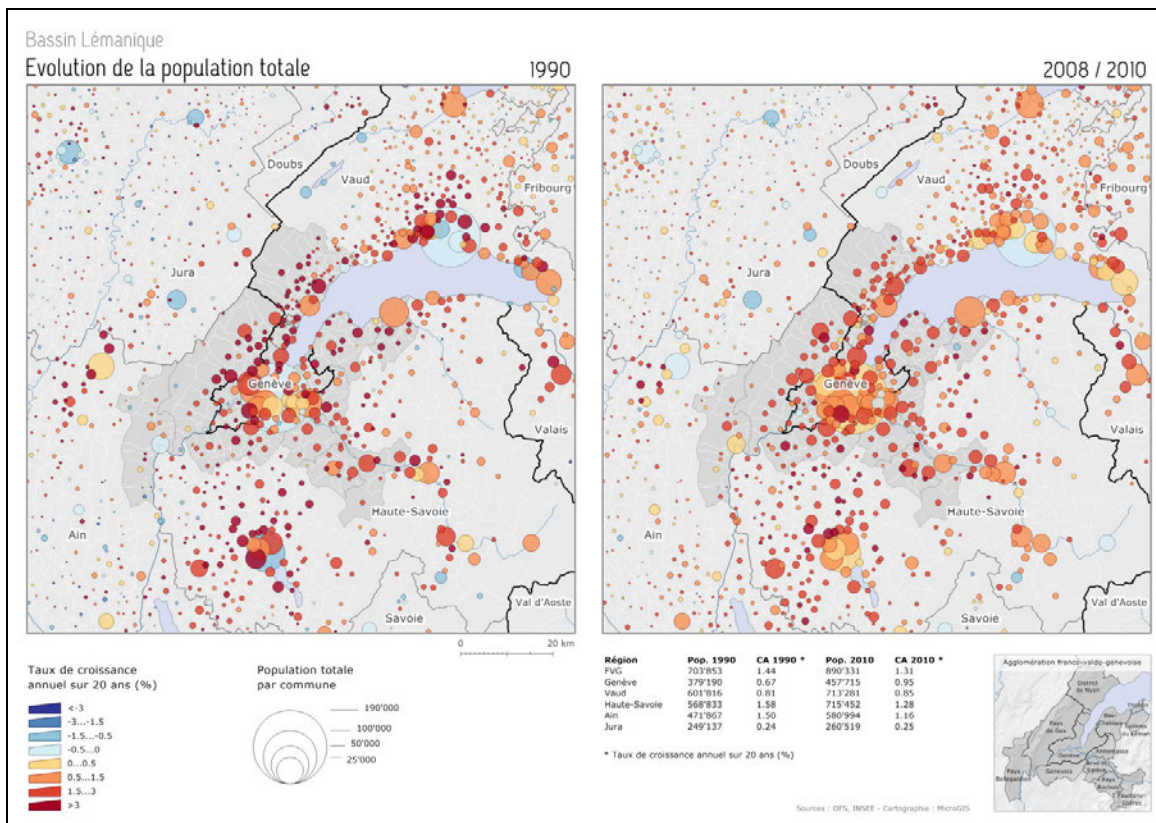 Bassin Lémanique
Evolution de la population totale 1990 2008 / 2010
Doubs
Vaud
Fribourg
Jura
Genève
Valais
Haute-Savoie
Ain
Val d'Aoste
Savoie
Doubs
Vaud
Fribourg
Jura
Genève
Valais
Haute-Savoie
Ain
Val d'Aoste
Savoie
0 20 km
Taux de croissance
annuel sur 20 ans (%)
<-3
-3...-1.5
-1.5...-0.5
-0.5...0
0...0.5
0.5...1.5
1.5...3
>3
Population totale
par commune
190'000
100'000
50'000
25'000
Région Pop. 1990 CA 1990 * Pop. 2010 CA 2010 *
FVG 703'853 1.44 890'331 1.31
Genève 379'190 0.67 457'715 0.95
Vaud 601'816 0.81 713'281 0.85
Haute-Savoie 568'833 1.58 715'452 1.28
Ain 471'867 1.50 580'994 1.16
Jura 249'137 0.24 260'519 0.25
* Taux de croissance annuel sur 20 ans (%)
Sources : OFS, INSEE - Cartographie : MicroGIS
Agglomération franco-valdo-genevoise
District
de Nyon
Thonon
Pays
de Gex
Bas-
Chablais
Genève
Annemasse
Genevois
Pays